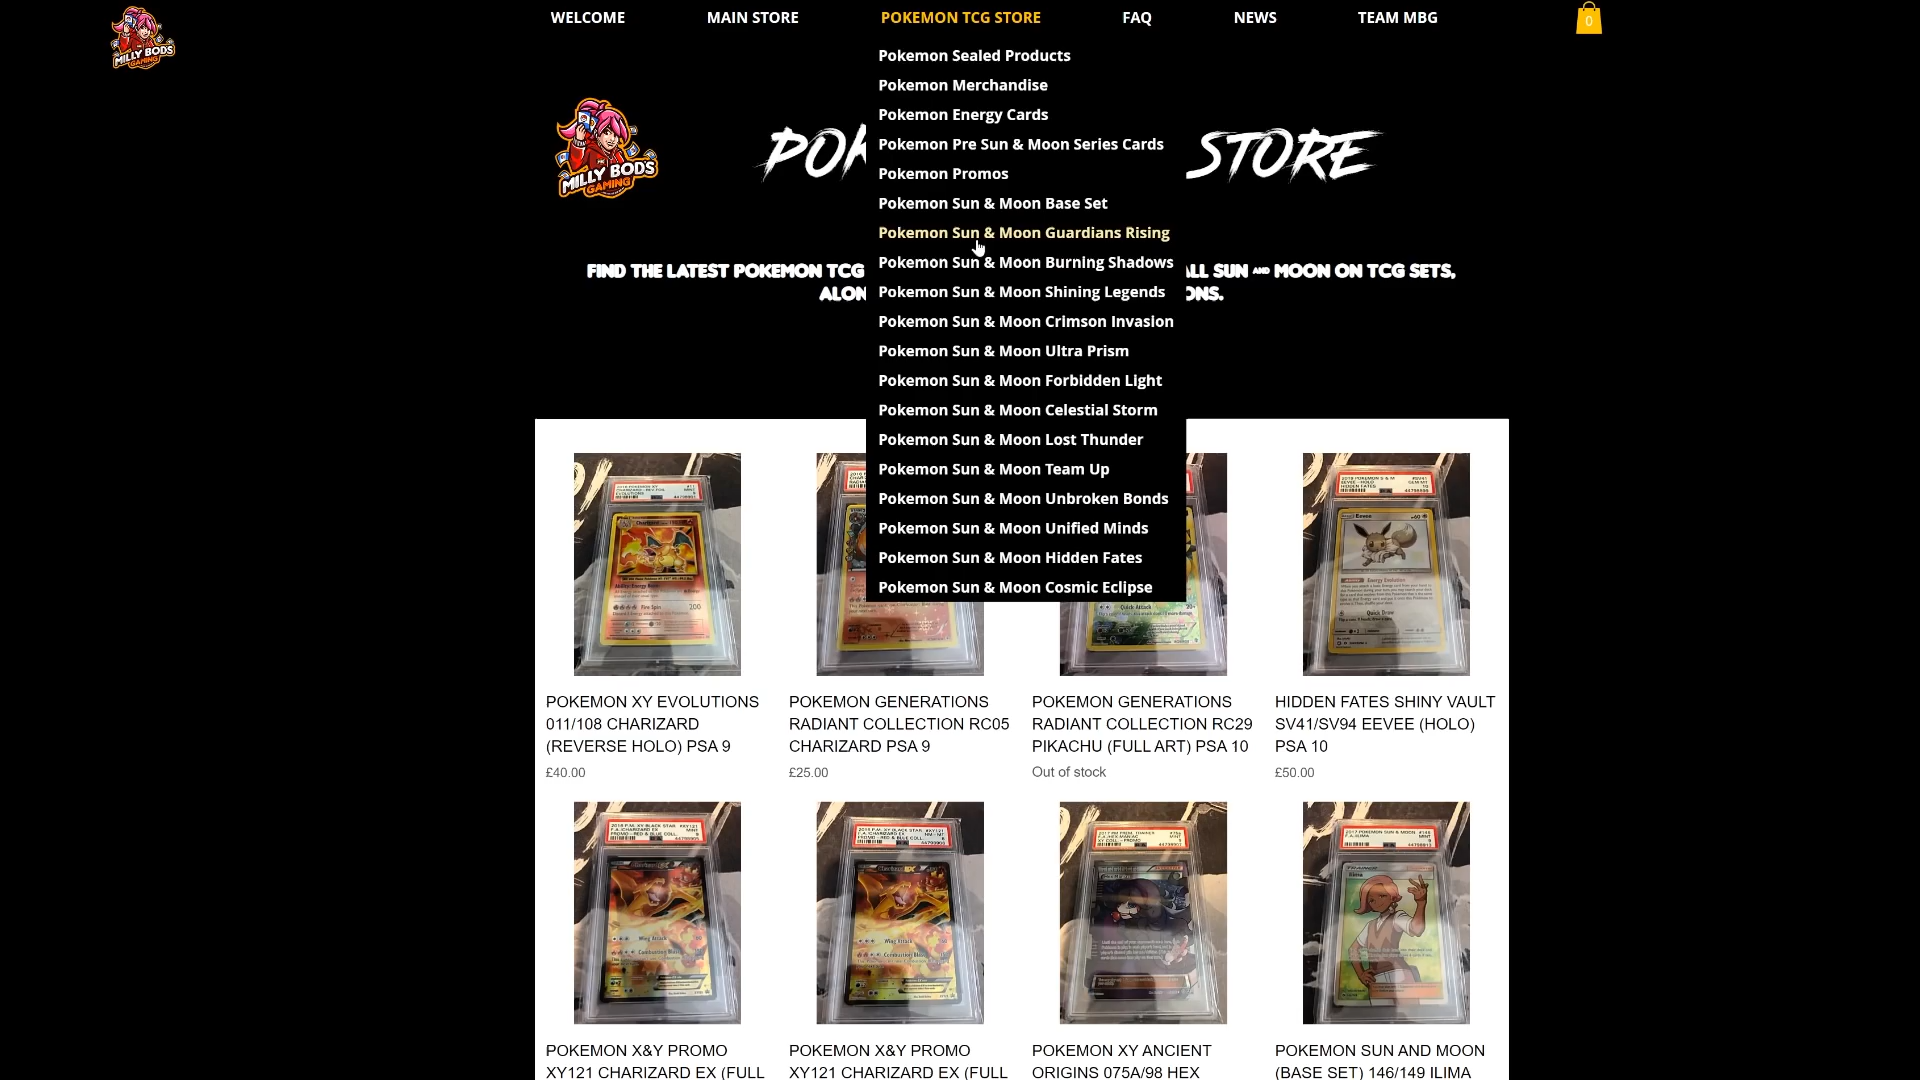 WELCOME
MAIN STORE
POKEMON TCG STORE
FAQ
NEWS
TEAM MBG
0
MILLY BODS
GAMING
Pokemon Sealed Products
Pokemon Merchandise
Pokemon Energy Cards
Pokemon Pre Sun & Moon Series Cards
Pokemon Promos
Pokemon Sun & Moon Base Set
Pokemon Sun & Moon Guardians Rising
Pokemon Sun & Moon Burning Shadows
Pokemon Sun & Moon Shining Legends
Pokemon Sun & Moon Crimson Invasion
Pokemon Sun & Moon Ultra Prism
Pokemon Sun & Moon Forbidden Light
Pokemon Sun & Moon Celestial Storm
Pokemon Sun & Moon Lost Thunder
Pokemon Sun & Moon Team Up
Pokemon Sun & Moon Unbroken Bonds
Pokemon Sun & Moon Unified Minds
Pokemon Sun & Moon Hidden Fates
Pokemon Sun & Moon Cosmic Eclipse
MILLY BODS
GAMING
STORE
FIND THE LATEST POKEMON TCG ALL SUN AND MOON ON TCG SETS,
POKEMON XY EVOLUTIONS
011/108 CHARIZARD
(REVERSE HOLO) PSA 9
£40.00
POKEMON GENERATIONS
RADIANT COLLECTION RC05
CHARIZARD PSA 9
£25.00
POKEMON GENERATIONS
RADIANT COLLECTION RC29
PIKACHU (FULL ART) PSA 10
Out of stock
HIDDEN FATES SHINY VAULT
SV41/SV94 EEVEE (HOLO)
PSA 10
£50.00
POKEMON X&Y PROMO
XY121 CHARIZARD EX (FULL
POKEMON X&Y PROMO
XY121 CHARIZARD EX (FULL
POKEMON XY ANCIENT
ORIGINS 075A/98 HEX
POKEMON SUN AND MOON
(BASE SET) 146/149 ILIMA